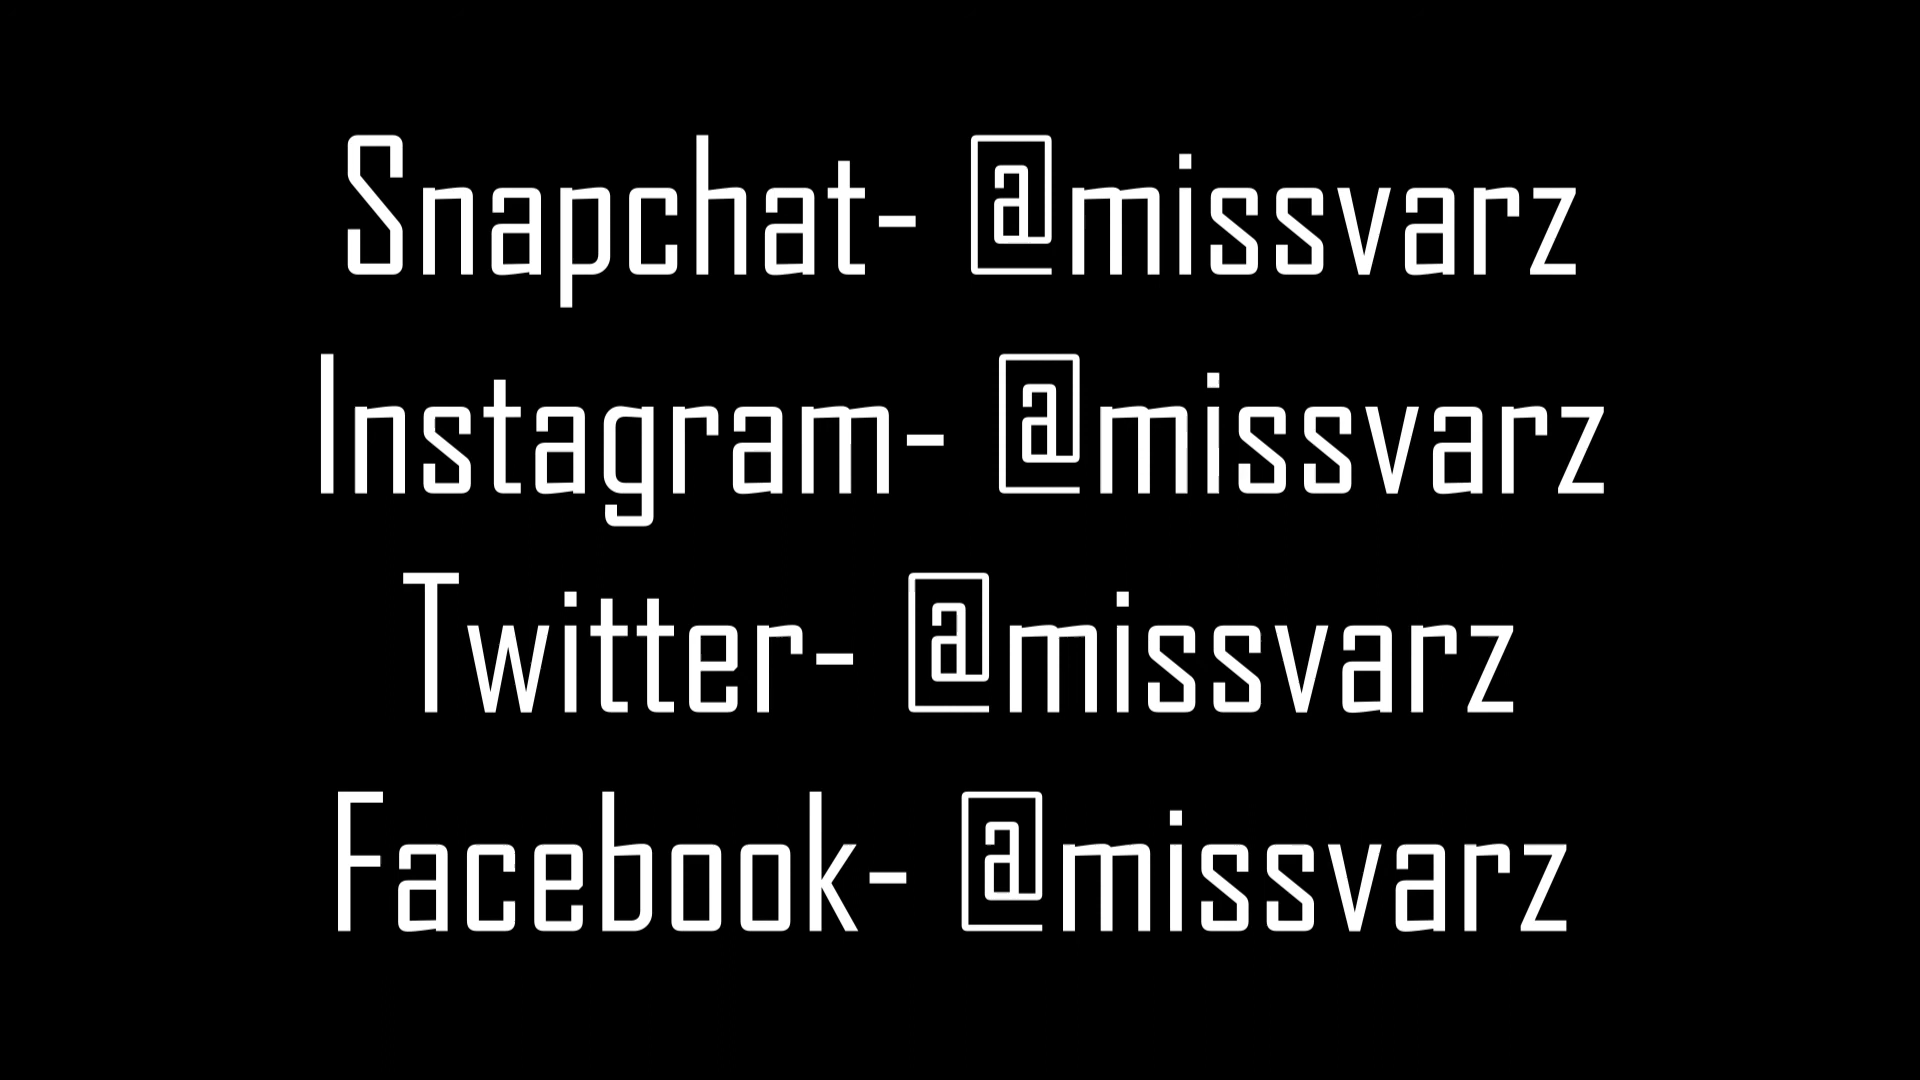 Snapchat- @missvarz
Instagram- @missvarz
Twitter- @missvarz
Facebook- @missvarz